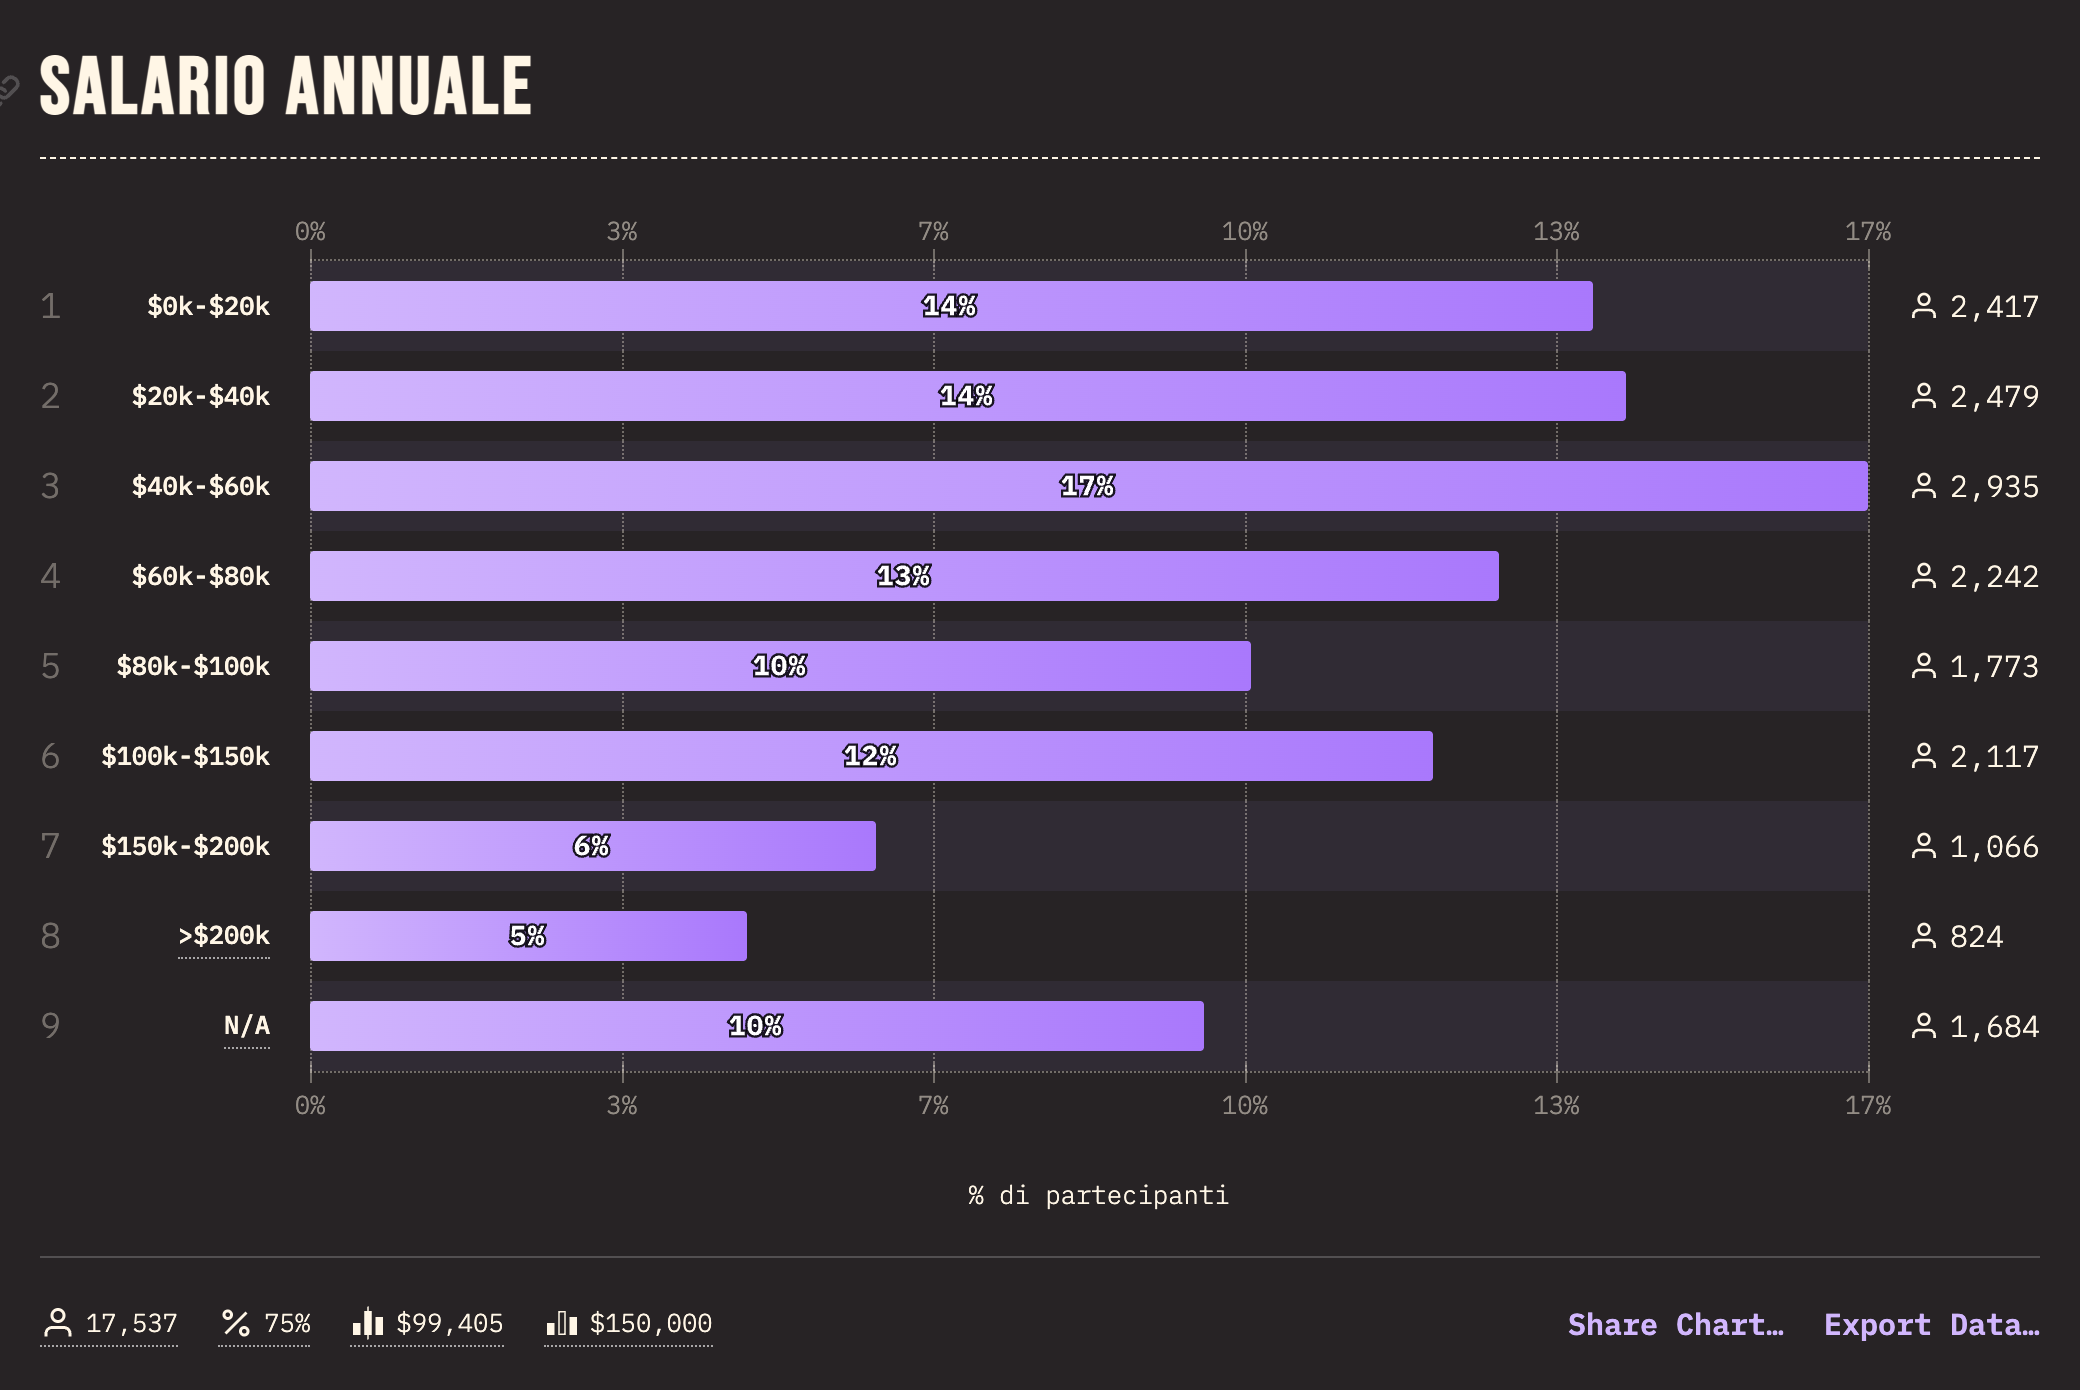 SALARIO ANNUALE
0% 3% 7% 10% 13% 17%
1 $0k-$20k 14% 2,417
2 $20k-$40k 14% 2,479
3 $40k-$60k 17% 2,935
4 $60k-$80k 13% 2,242
5 $80k-$100k 10% 1,773
6 $100k-$150k 12% 2,117
7 $150k-$200k 6% 1,066
8 >$200k 5% 824
9 N/A 10% 1,684
0% 3% 7% 10% 13% 17%
% di partecipanti
17,537 75% $99,405 $150,000 Share Chart… Export Data…